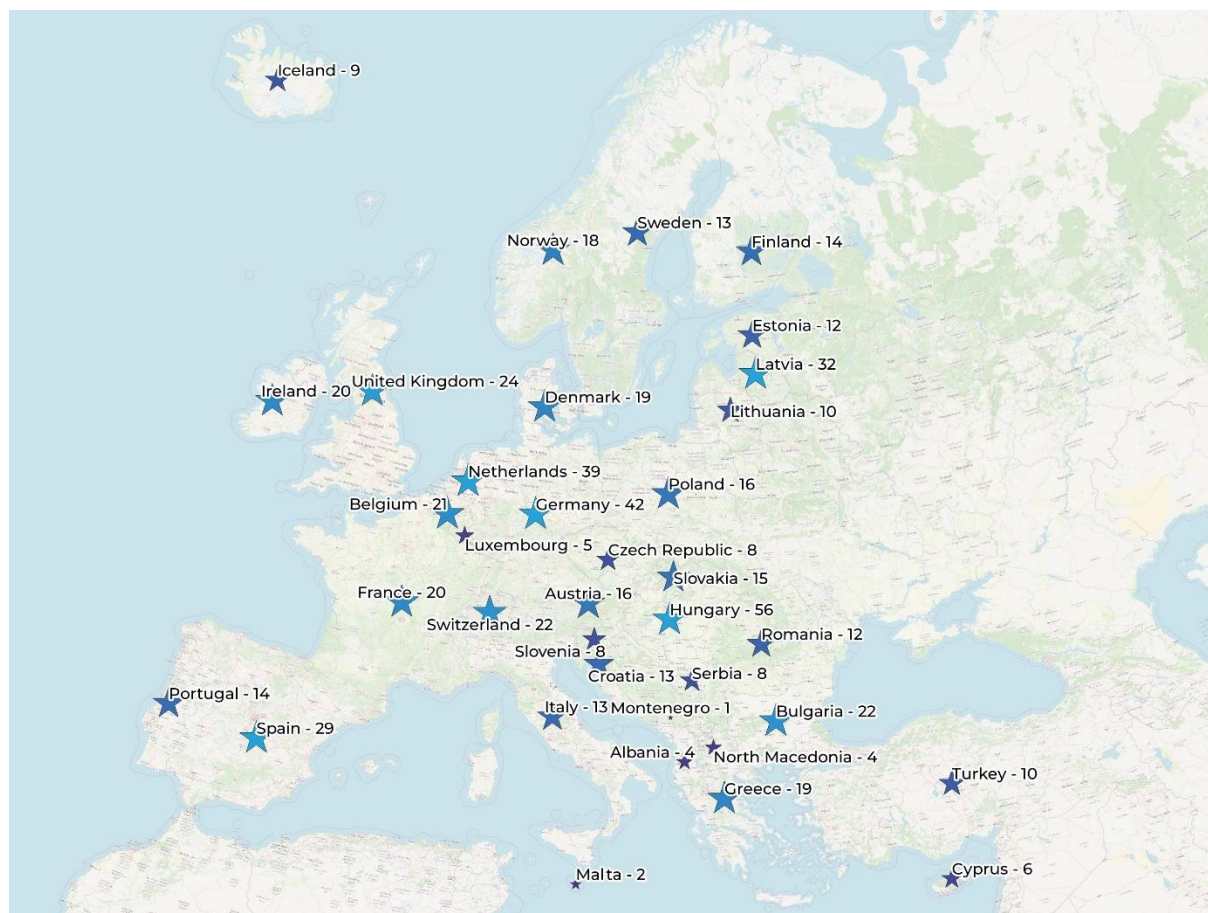 Iceland - 9
Sweden - 13
Norway - 18
Finland - 14
Estonia - 12
Latvia - 32
United Kingdom - 24
Ireland - 20
Denmark - 19
Lithuania - 10
Netherlands - 39
Poland - 16
Belgium - 21
Germany - 42
Luxembourg - 5
Czech Republic - 8
Slovakia - 15
France - 20
Austria - 16
Hungary - 56
Switzerland - 22
Romania - 12
Slovenia - 8
Croatia - 13
Serbia - 8
Portugal - 14
Italy - 13
Montenegro - 1
Bulgaria - 22
Spain - 29
Albania - 4
North Macedonia - 4
Turkey - 10
Greece - 19
Malta - 2
Cyprus - 6